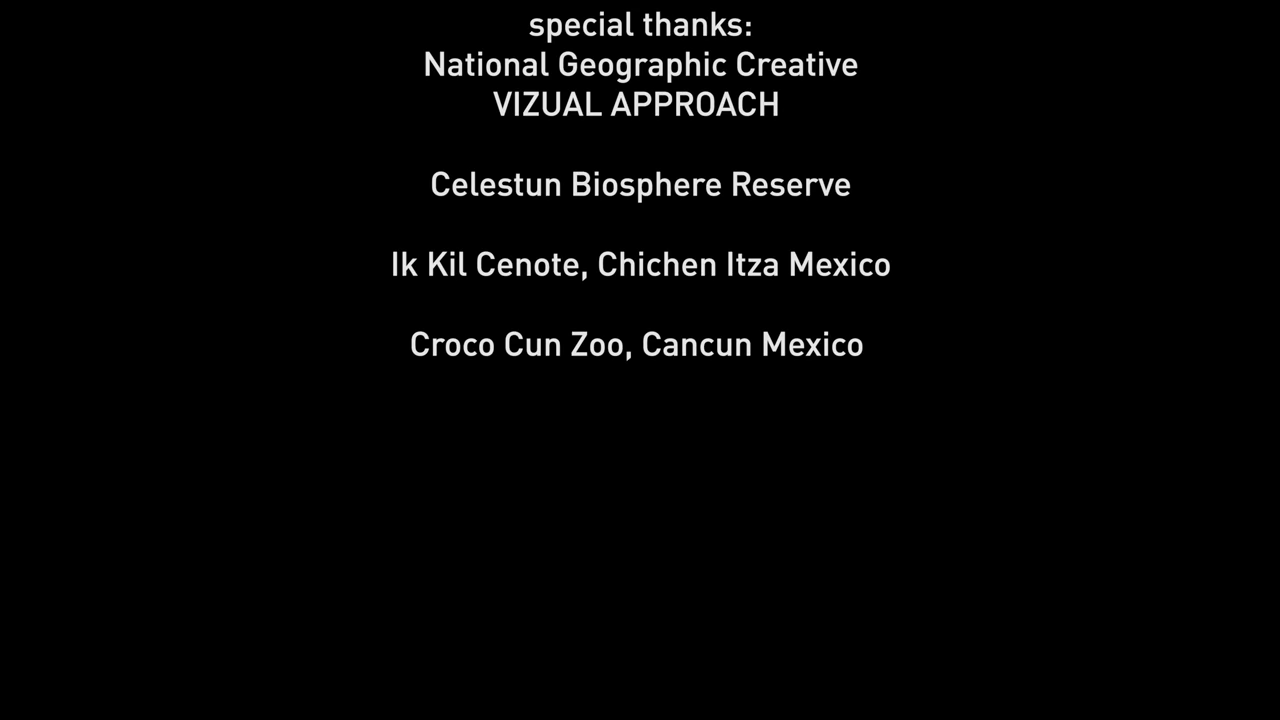 special thanks:
National Geographic Creative
VIZUAL APPROACH
Celestun Biosphere Reserve
Ik Kil Cenote, Chichen Itza Mexico
Croco Cun Zoo, Cancun Mexico